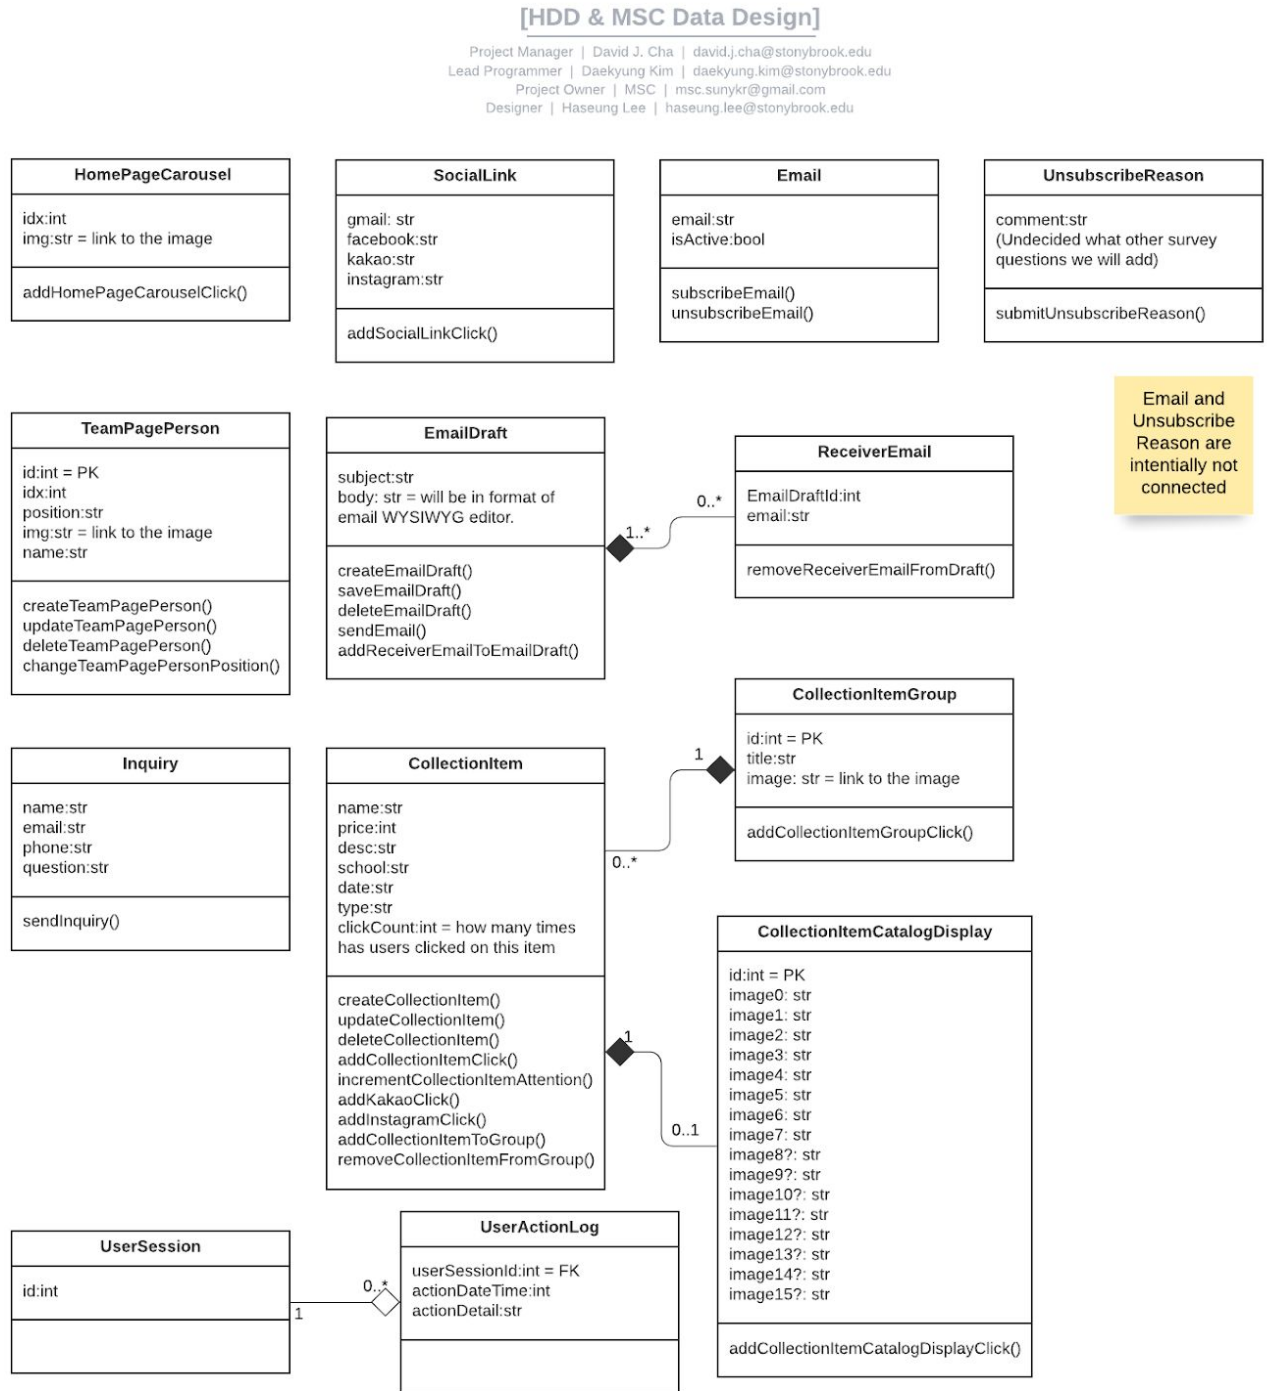 [HDD & MSC Data Design]
Project Manager | David J. Cha | david.j.cha@stonybrook.edu
Lead Programmer | Daekyung Kim | daekyung.kim@stonybrook.edu
Project Owner | MSC | msc.sunykr@gmail.com
Designer | Haseung Lee | haseung.lee@stonybrook.edu
HomePageCarousel
idx:int
img:str = link to the image
addHomePageCarouselClick()
SocialLink
gmail: str
facebook:str
kakao:str
instagram:str
addSocialLinkClick()
Email
email:str
isActive:bool
subscribeEmail()
unsubscribeEmail()
UnsubscribeReason
comment:str
(Undecided what other survey
questions we will add)
submitUnsubscribeReason()
Email and
Unsubscribe
Reason are
intentially not
connected
TeamPagePerson
id:int = PK
idx:int
position:str
img:str = link to the image
name:str
createTeamPagePerson()
updateTeamPagePerson()
deleteTeamPagePerson()
changeTeamPagePersonPosition()
EmailDraft
subject:str
body: str = will be in format of
email WYSIWYG editor.
createEmailDraft()
saveEmailDraft()
deleteEmailDraft()
sendEmail()
addReceiverEmailToEmailDraft()
1..*
0..*
ReceiverEmail
EmailDraftId:int
email:str
removeReceiverEmailFromDraft()
Inquiry
name:str
email:str
phone:str
question:str
sendInquiry()
CollectionItem
name:str
price:int
desc:str
school:str
date:str
type:str
clickCount:int = how many times
has users clicked on this item
createCollectionItem()
updateCollectionItem()
deleteCollectionItem()
addCollectionItemClick()
incrementCollectionItemAttention()
addKakaoClick()
addInstagramClick()
addCollectionItemToGroup()
removeCollectionItemFromGroup()
0..*
1
CollectionItemGroup
id:int = PK
title:str
image: str = link to the image
addCollectionItemGroupClick()
1
0..1
CollectionItemCatalogDisplay
id:int = PK
image0: str
image1: str
image2: str
image3: str
image4: str
image5: str
image6: str
image7: str
image8?: str
image9?: str
image10?: str
image11?: str
image12?: str
image13?: str
image14?: str
image15?: str
addCollectionItemCatalogDisplayClick()
UserSession
id:int
1
0..*
UserActionLog
userSessionId:int = FK
actionDateTime:int
actionDetail:str